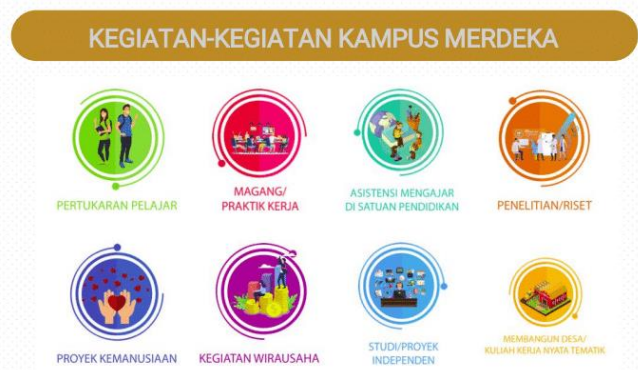 KEGIATAN-KEGIATAN KAMPUS MERDEKA
PERTUKARAN PELAJAR
MAGANG/
PRAKTIK KERJA
ASISTENSI MENGAJAR
DI SATUAN PENDIDIKAN
PENELITIAN/RISET
PROYEK KEMANUSIAAN
KEGIATAN WIRAUSAHA
STUDI/PROYEK
INDEPENDEN
MEMBANGUN DESA/
KULIAH KERJA NYATA TEMATIK